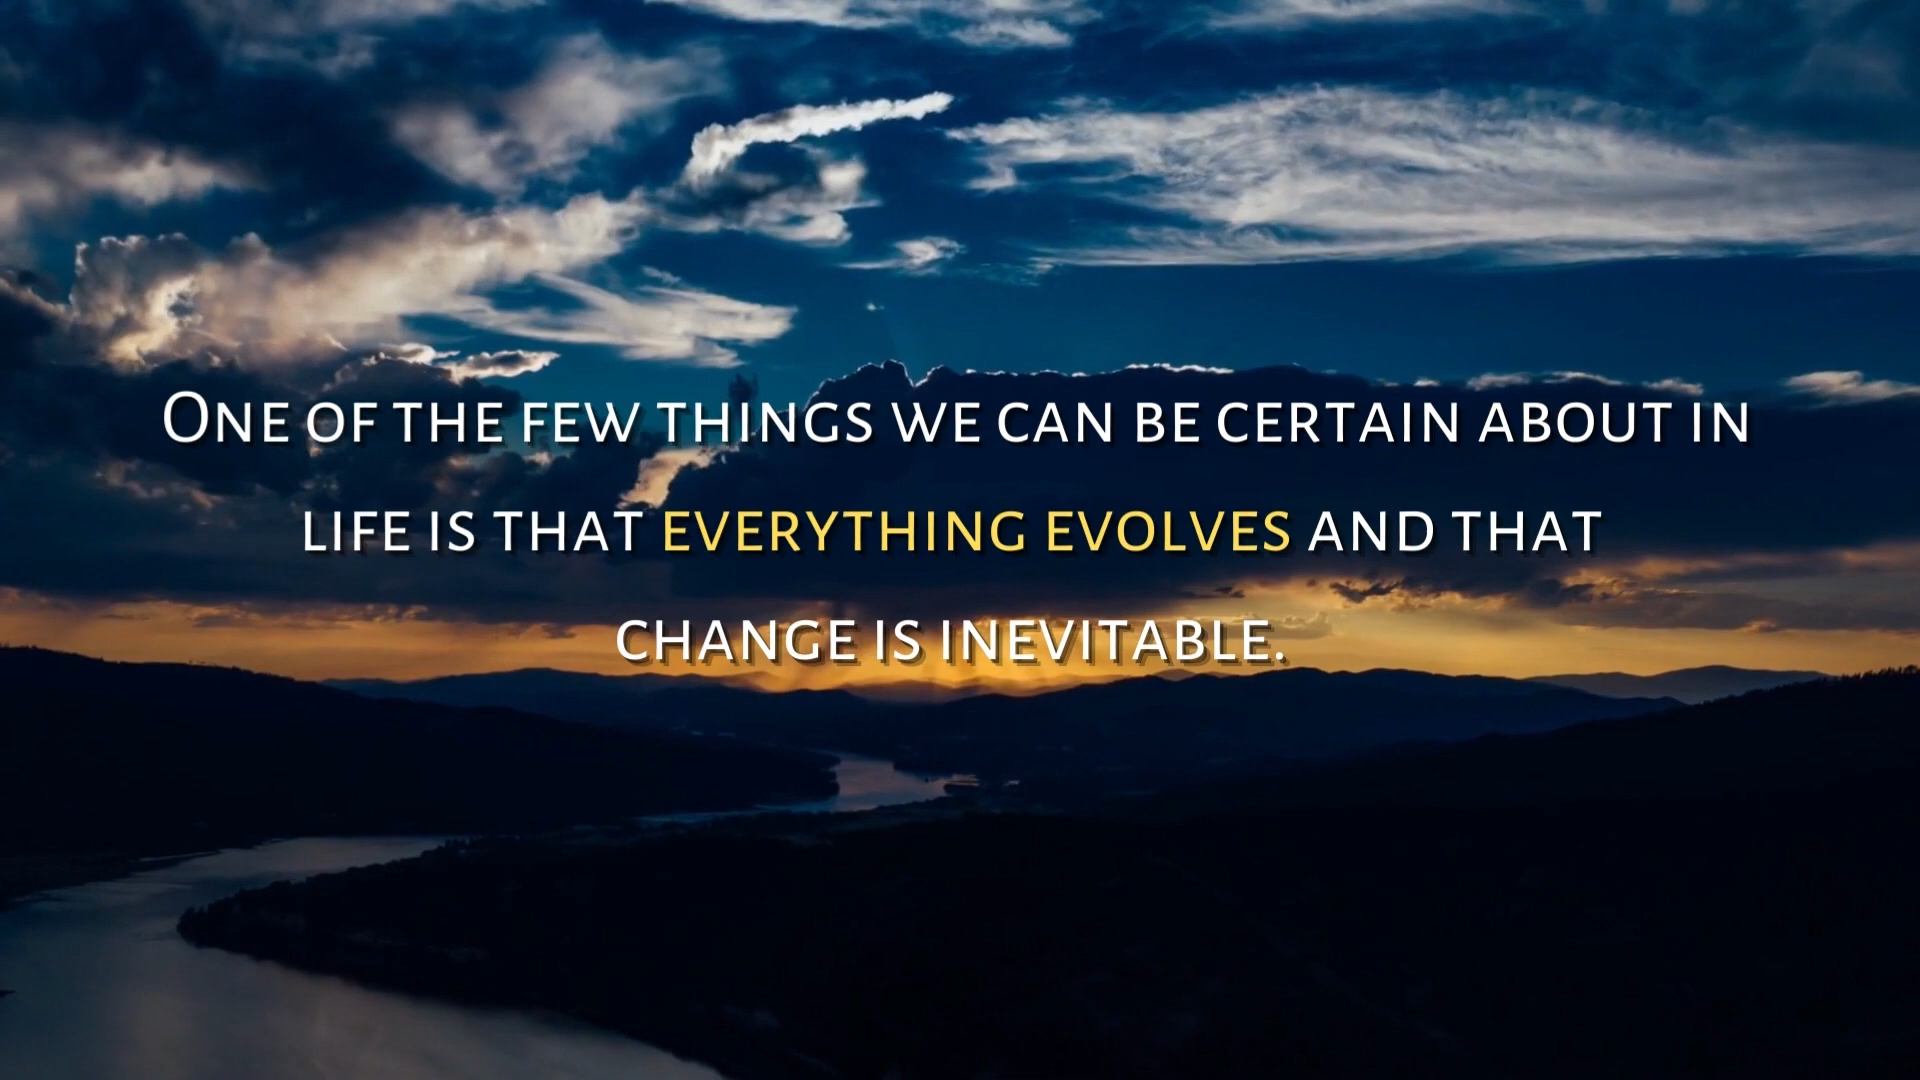 One of the few things we can be certain about in
life is that everything evolves and that
change is inevitable.